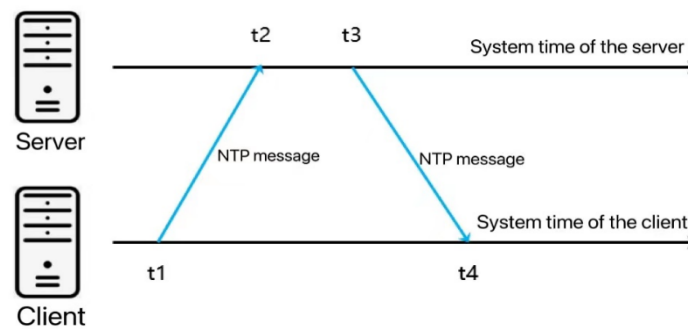 t2
t3
System time of the server
Server
NTP message
NTP message
System time of the client
t1
t4
Client